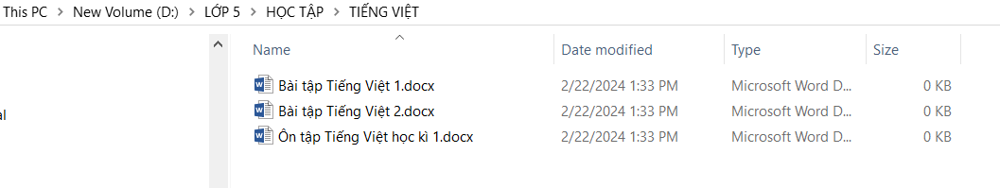 This PC > New Volume (D:) > LỚP 5 > HỌC TẬP > TIẾNG VIỆT
Name Date modified Type Size
Bài tập Tiếng Việt 1.docx 2/22/2024 1:33 PM Microsoft Word D... 0 KB
Bài tập Tiếng Việt 2.docx 2/22/2024 1:33 PM Microsoft Word D... 0 KB
Ôn tập Tiếng Việt học kì 1.docx 2/22/2024 1:33 PM Microsoft Word D... 0 KB